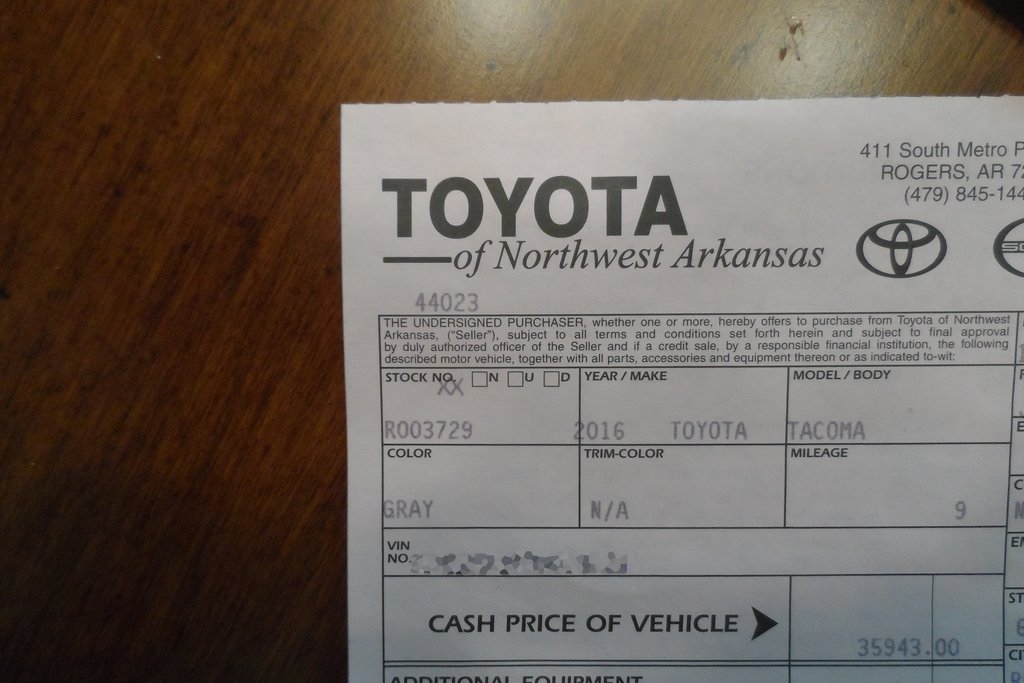 411 South Metro P
ROGERS, AR 72
(479) 845-144
TOYOTA
of Northwest Arkansas
44023
THE UNDERSIGNED PURCHASER, whether one or more, hereby offers to purchase from Toyota of Northwest
Arkansas, ("Seller"), subject to all terms and conditions set forth herein and subject to final approval
by duly authorized officer of the Seller and if a credit sale, by a responsible financial institution, the following
described motor vehicle, together with all parts, accessories and equipment thereon or as indicated to-wit:
STOCK NO. XX N U D YEAR / MAKE MODEL / BODY
R003729 2016 TOYOTA TACOMA
COLOR TRIM-COLOR MILEAGE
GRAY N/A 9
VIN
NO.
CASH PRICE OF VEHICLE
35943.00
ADDITIONAL EQUIPMENT